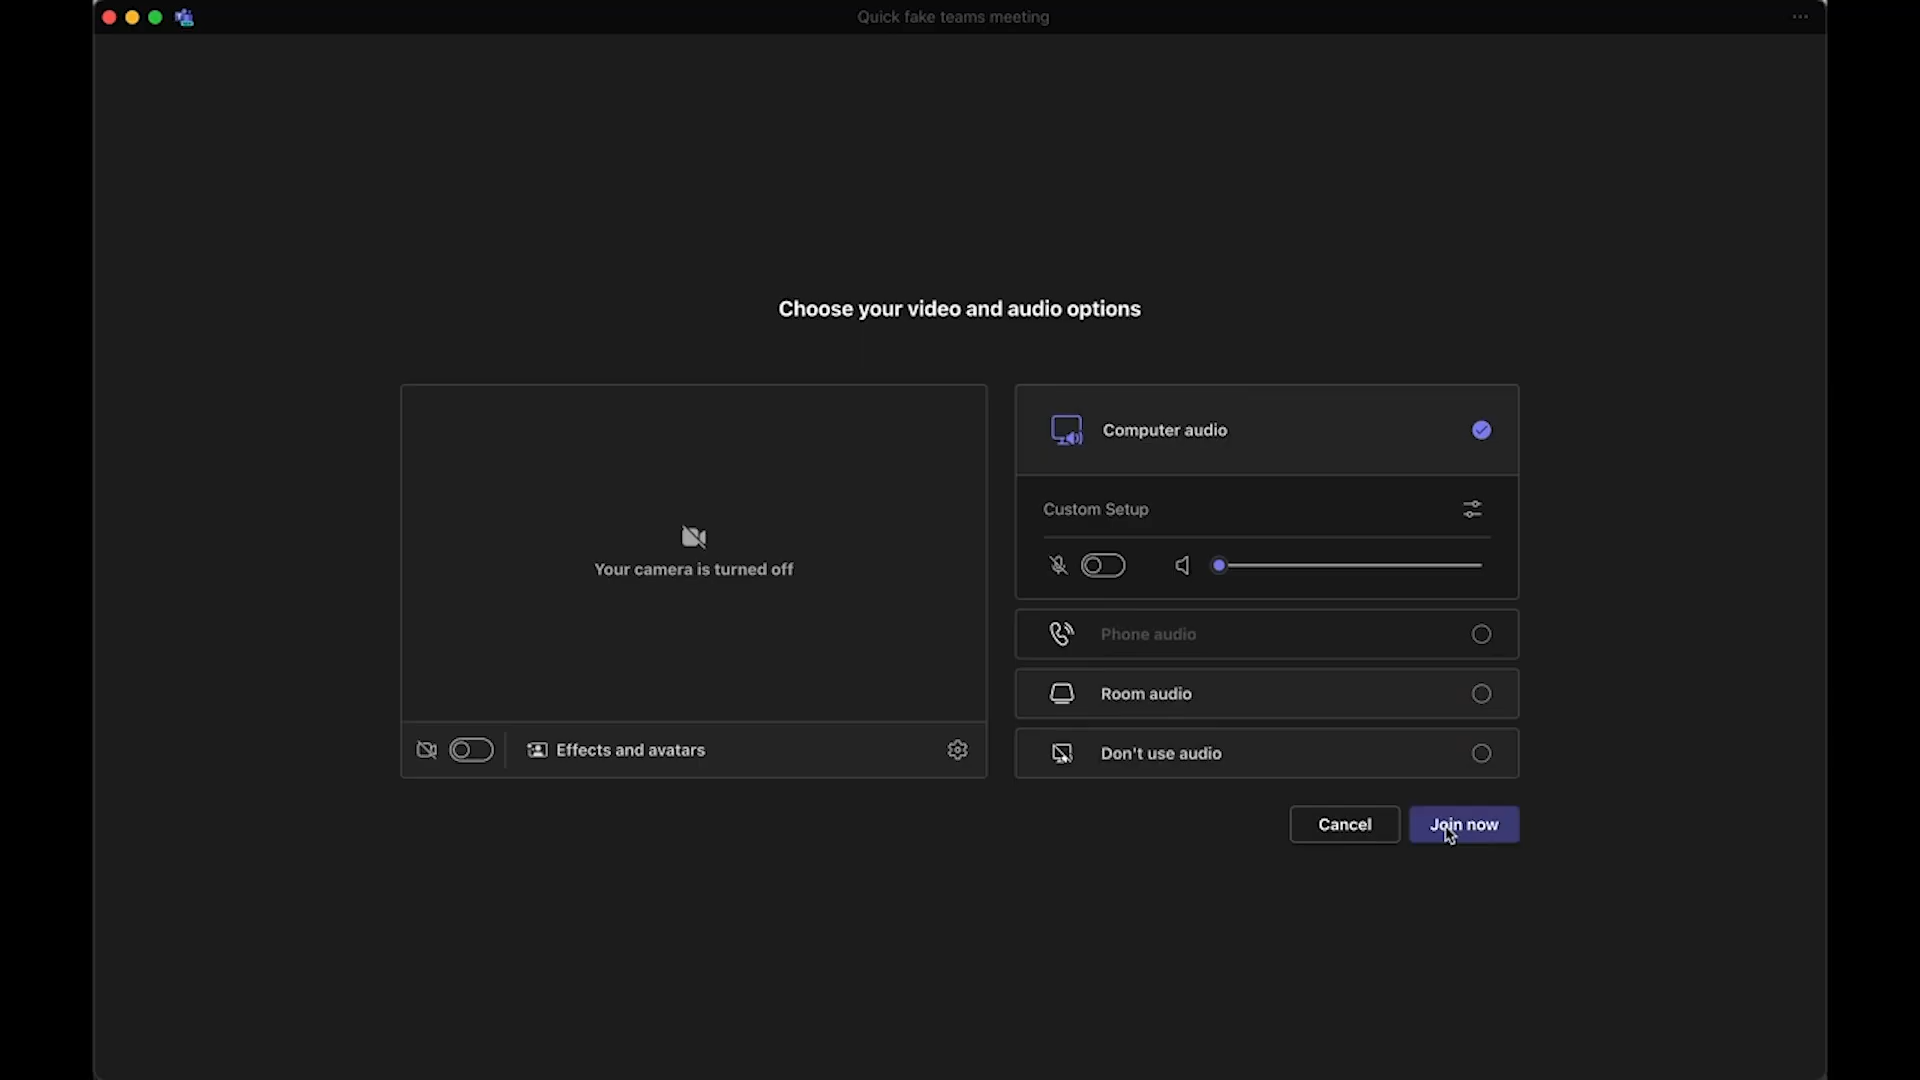 Quick fake teams meeting
Choose your video and audio options
Your camera is turned off
Effects and avatars
Computer audio
Custom Setup
Phone audio
Room audio
Don't use audio
Cancel
Join now